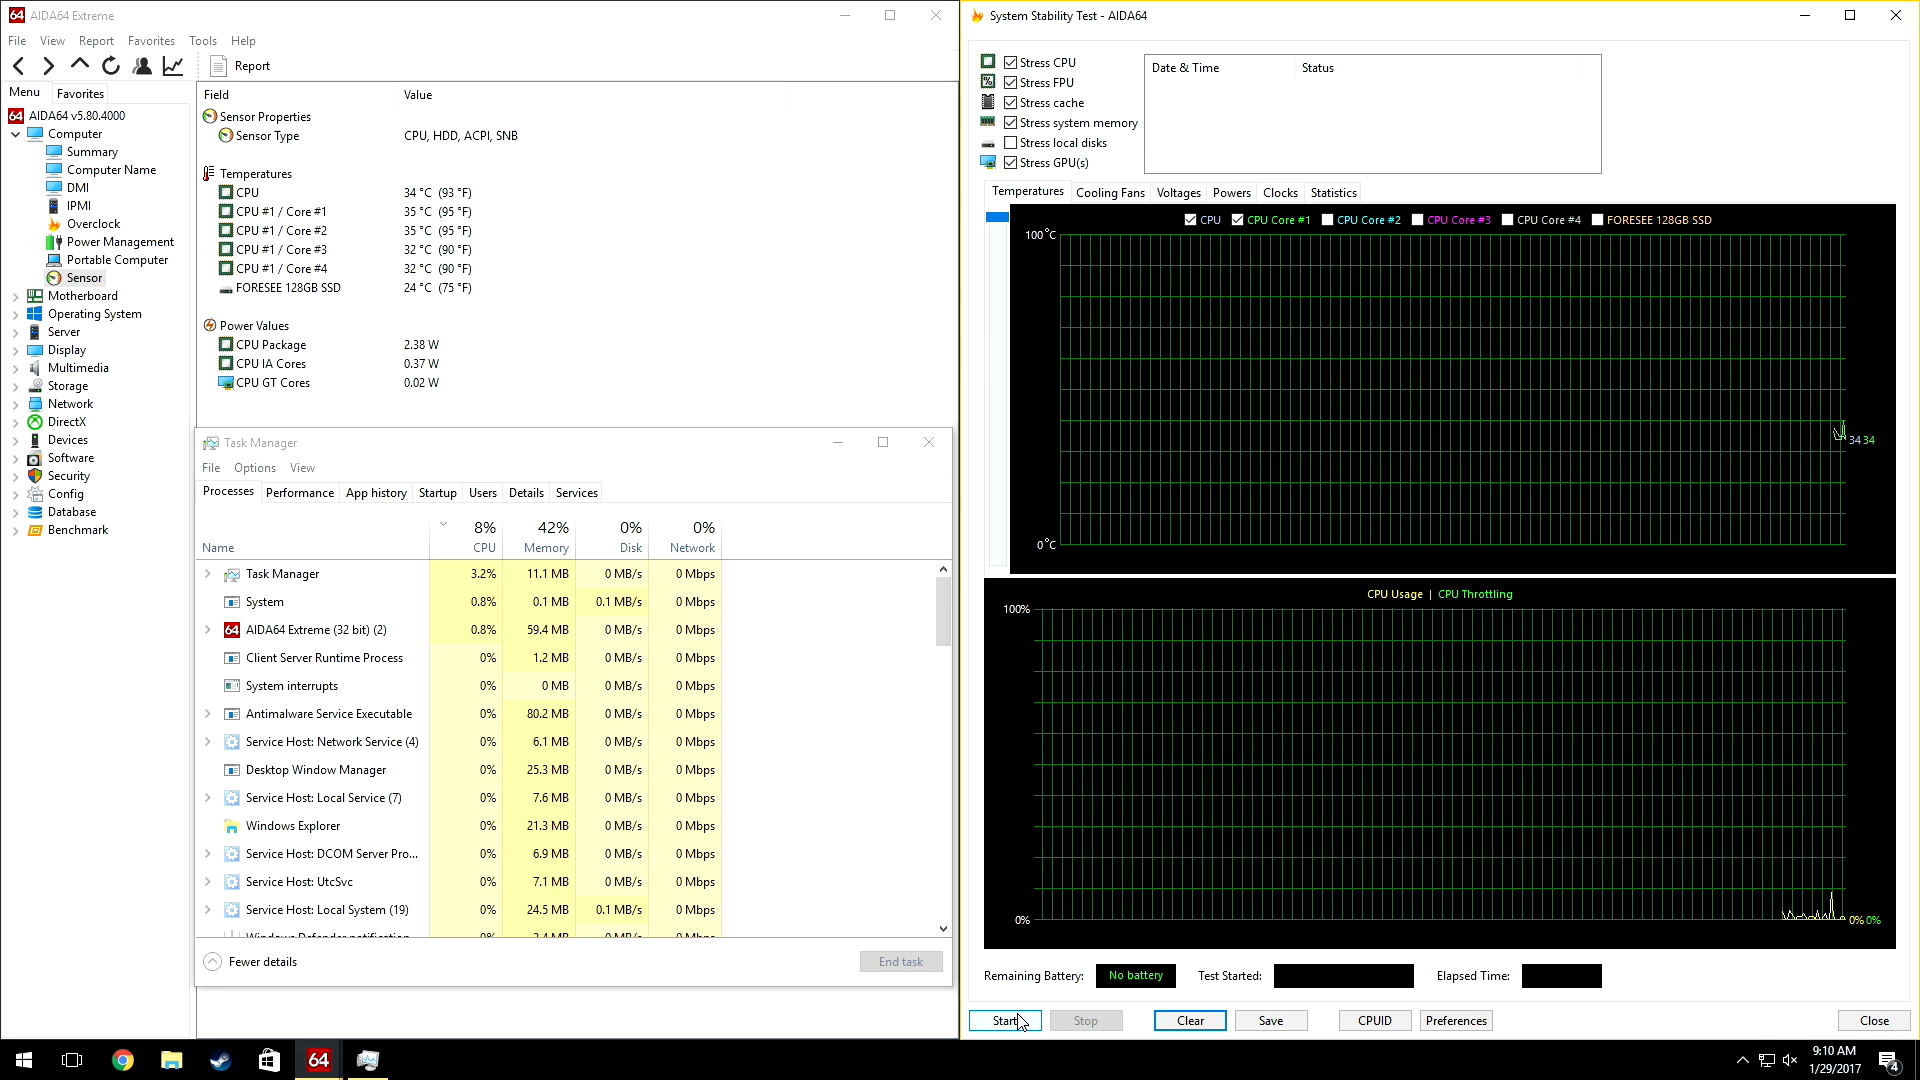 64 AIDA64 Extreme
File View Report Favorites Tools Help
Report
Menu Favorites
64 AIDA64 v5.80.4000
Computer
Summary
Computer Name
DMI
IPMI
Overclock
Power Management
Portable Computer
Sensor
Motherboard
Operating System
Server
Display
Multimedia
Storage
Network
DirectX
Devices
Software
Security
Config
Database
Benchmark
Field Value
Sensor Properties
Sensor Type CPU, HDD, ACPI, SNB
Temperatures
CPU 34 °C (93 °F)
CPU #1 / Core #1 35 °C (95 °F)
CPU #1 / Core #2 35 °C (95 °F)
CPU #1 / Core #3 32 °C (90 °F)
CPU #1 / Core #4 32 °C (90 °F)
FORESEE 128GB SSD 24 °C (75 °F)
Power Values
CPU Package 2.38 W
CPU IA Cores 0.37 W
CPU GT Cores 0.02 W
Task Manager
File Options View
Processes Performance App history Startup Users Details Services
8% 42% 0% 0%
Name CPU Memory Disk Network
Task Manager 3.2% 11.1 MB 0 MB/s 0 Mbps
System 0.8% 0.1 MB 0.1 MB/s 0 Mbps
64 AIDA64 Extreme (32 bit) (2) 0.8% 59.4 MB 0 MB/s 0 Mbps
Client Server Runtime Process 0% 1.2 MB 0 MB/s 0 Mbps
System interrupts 0% 0 MB 0 MB/s 0 Mbps
Antimalware Service Executable 0% 80.2 MB 0 MB/s 0 Mbps
Service Host: Network Service (4) 0% 6.1 MB 0 MB/s 0 Mbps
Desktop Window Manager 0% 25.3 MB 0 MB/s 0 Mbps
Service Host: Local Service (7) 0% 7.6 MB 0 MB/s 0 Mbps
Windows Explorer 0% 21.3 MB 0 MB/s 0 Mbps
Service Host: DCOM Server Pro... 0% 6.9 MB 0 MB/s 0 Mbps
Service Host: UtcSvc 0% 7.1 MB 0 MB/s 0 Mbps
Service Host: Local System (19) 0% 24.5 MB 0.1 MB/s 0 Mbps
Fewer details End task
System Stability Test - AIDA64
Stress CPU
Stress FPU
Stress cache
Stress system memory
Stress local disks
Stress GPU(s)
Date & Time Status
Temperatures Cooling Fans Voltages Powers Clocks Statistics
CPU CPU Core #1 CPU Core #2 CPU Core #3 CPU Core #4 FORESEE 128GB SSD
100°C
34 34
0°C
CPU Usage | CPU Throttling
100%
0% 0% 0%
Remaining Battery: No battery Test Started: Elapsed Time:
Start Stop Clear Save CPUID Preferences Close
64
9:10 AM
1/29/2017
4